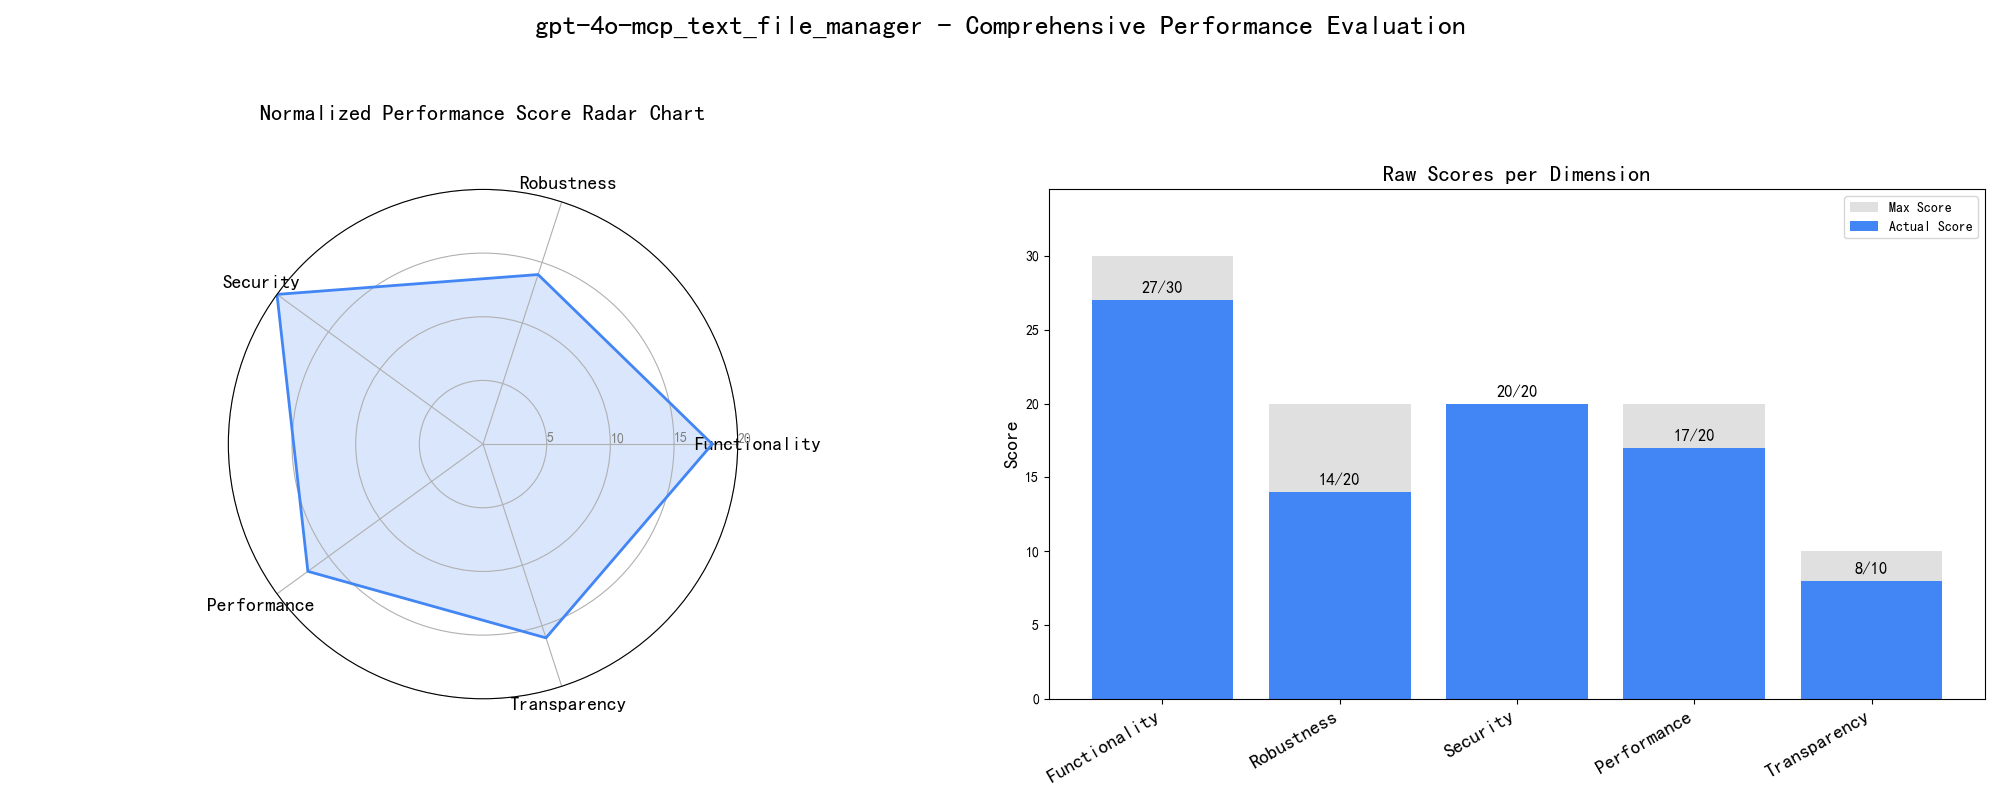 gpt-4o-mcp_text_file_manager - Comprehensive Performance Evaluation
Normalized Performance Score Radar Chart
Robustness
Security
Functionality
5
10
15
20
Performance
Transparency
Raw Scores per Dimension
Max Score
Actual Score
Score
30
25
20
15
10
5
0
27/30
14/20
20/20
17/20
8/10
Functionality
Robustness
Security
Performance
Transparency